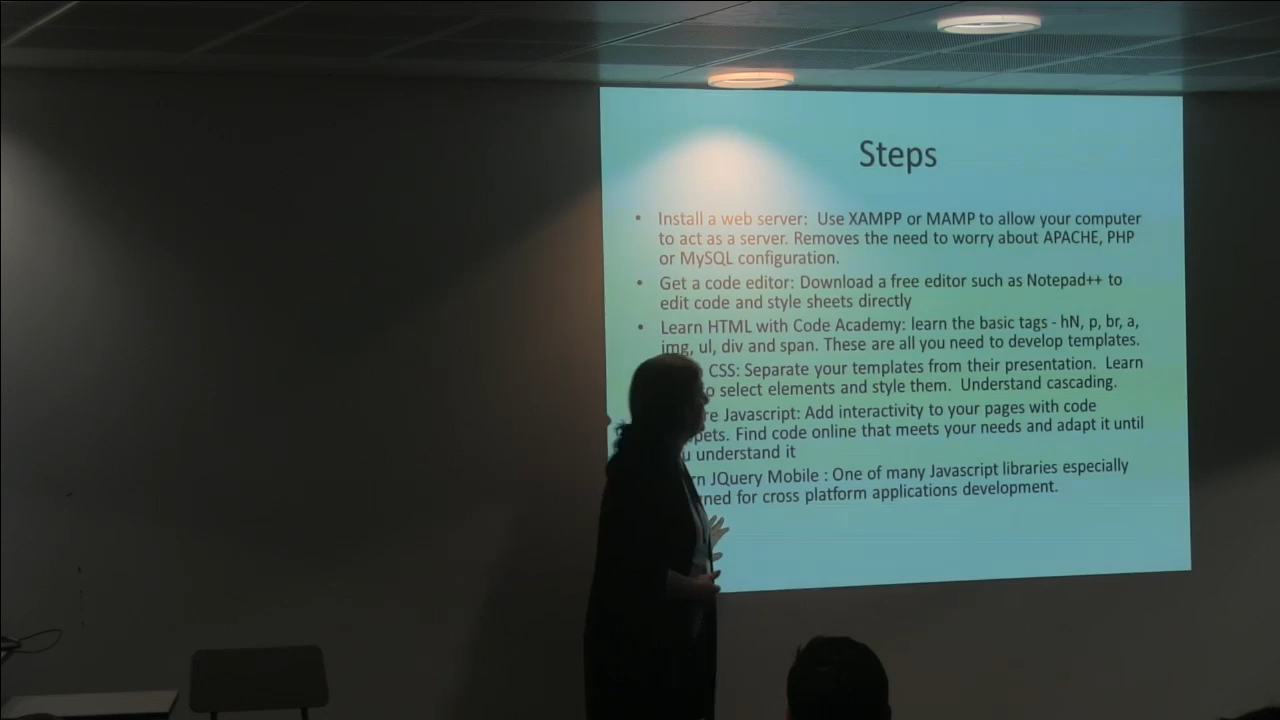 Steps
• Install a web server: Use XAMPP or MAMP to allow your computer
to act as a server. Removes the need to worry about APACHE, PHP
or MySQL configuration.
• Get a code editor: Download a free editor such as Notepad++ to
edit code and style sheets directly
• Learn HTML with Code Academy: learn the basic tags - hN, p, br, a,
img, ul, div and span. These are all you need to develop templates.
CSS: Separate your templates from their presentation. Learn
select elements and style them. Understand cascading.
Javascript: Add interactivity to your pages with code
Find code online that meets your needs and adapt it until
understand it
JQuery Mobile : One of many Javascript libraries especially
for cross platform applications development.